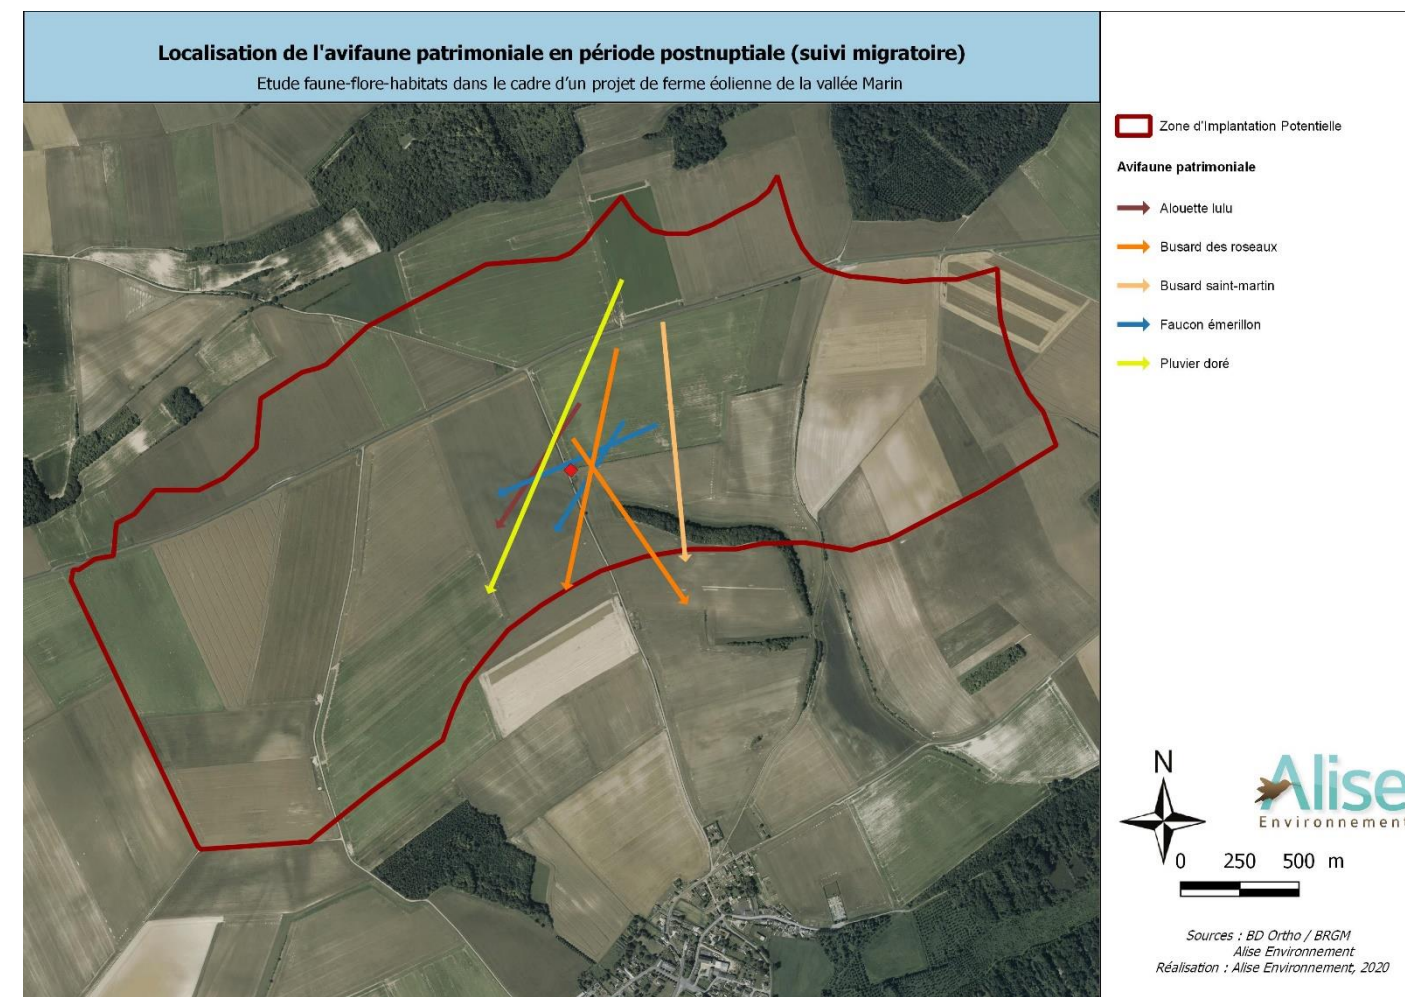 Localisation de l'avifaune patrimoniale en période postnuptiale (suivi migratoire)
Etude faune-flore-habitats dans le cadre d'un projet de ferme éolienne de la vallée Marin
Zone d'Implantation Potentielle
Avifaune patrimoniale
Alouette lulu
Busard des roseaux
Busard saint-martin
Faucon émerillon
Pluvier doré
N
Alise
Environnement
0 250 500 m
Sources : BD Ortho / BRGM
Alise Environnement
Réalisation : Alise Environnement, 2020